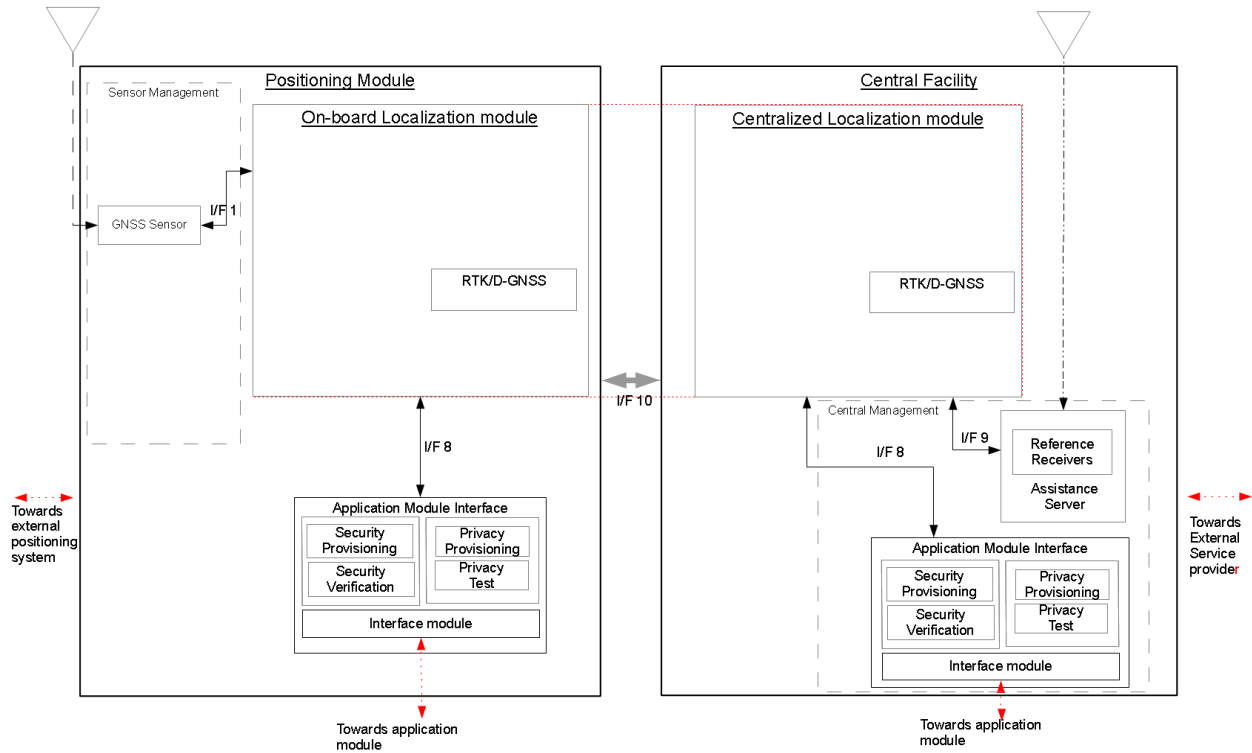 Positioning Module
Sensor Management
On-board Localization module
I/F 1
GNSS Sensor
RTK/D-GNSS
I/F 8
Application Module Interface
Security
Provisioning
Privacy
Provisioning
Security
Verification
Privacy
Test
Interface module
Towards
external
positioning
system
Towards application
module
I/F 10
Central Facility
Centralized Localization module
RTK/D-GNSS
Central Management
I/F 9
I/F 8
Reference
Receivers
Assistance
Server
Application Module Interface
Security
Provisioning
Privacy
Provisioning
Security
Verification
Privacy
Test
Interface module
Towards
External
Service
provider
Towards application
module